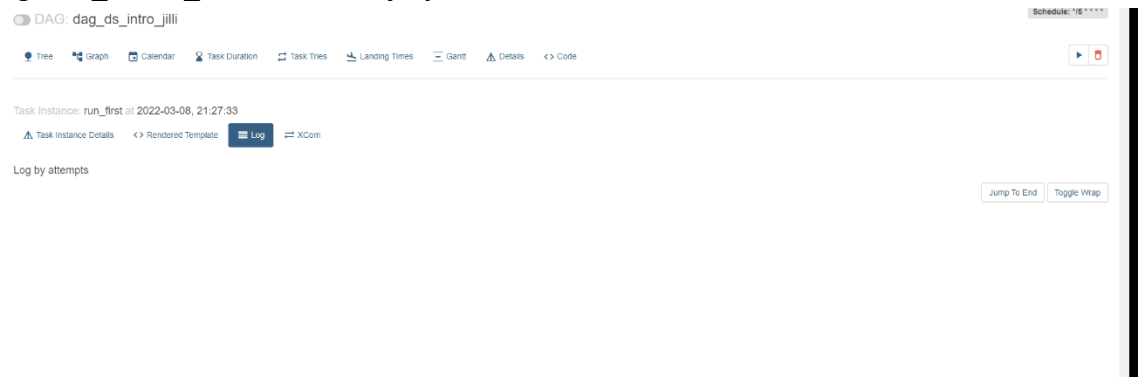 DAG: dag_ds_intro_jilli
Schedule: */5 * * * *
Tree Graph Calendar Task Duration Task Tries Landing Times Gantt Details <> Code
Task Instance: run_first at 2022-03-08, 21:27:33
Task Instance Details <> Rendered Template Log XCom
Log by attempts
Jump To End Toggle Wrap